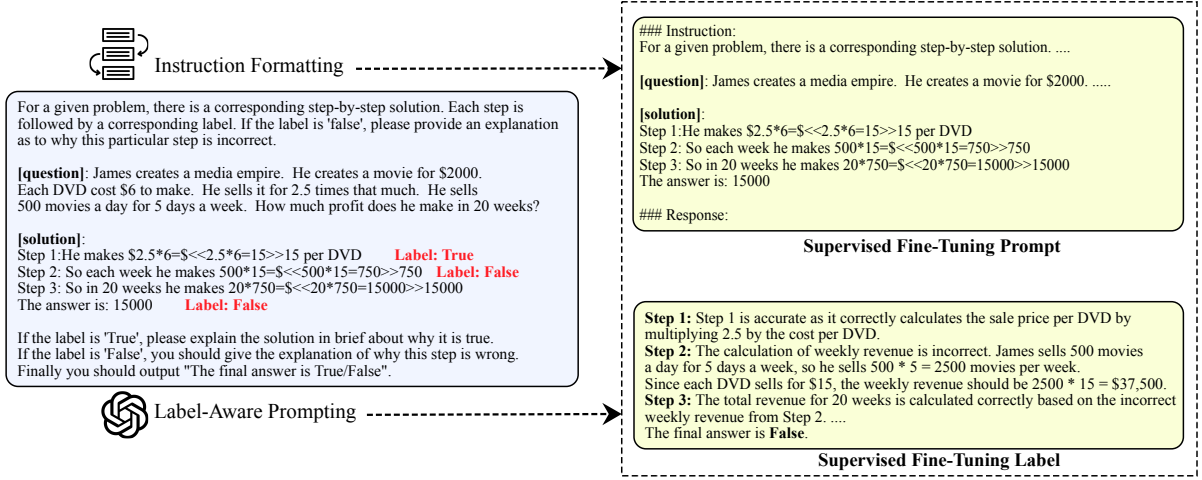 Instruction Formatting
For a given problem, there is a corresponding step-by-step solution. Each step is
followed by a corresponding label. If the label is 'false', please provide an explanation
as to why this particular step is incorrect.
[question]: James creates a media empire. He creates a movie for $2000.
Each DVD cost $6 to make. He sells it for 2.5 times that much. He sells
500 movies a day for 5 days a week. How much profit does he make in 20 weeks?
[solution]:
Step 1:He makes $2.5*6=$<<2.5*6=15>>15 per DVD Label: True
Step 2: So each week he makes 500*15=$<<500*15=750>>750 Label: False
Step 3: So in 20 weeks he makes 20*750=$<<20*750=15000>>15000
The answer is: 15000 Label: False
If the label is 'True', please explain the solution in brief about why it is true.
If the label is 'False', you should give the explanation of why this step is wrong.
Finally you should output "The final answer is True/False".
Label-Aware Prompting
### Instruction:
For a given problem, there is a corresponding step-by-step solution. ....
[question]: James creates a media empire. He creates a movie for $2000. .....
[solution]:
Step 1:He makes $2.5*6=$<<2.5*6=15>>15 per DVD
Step 2: So each week he makes 500*15=$<<500*15=750>>750
Step 3: So in 20 weeks he makes 20*750=$<<20*750=15000>>15000
The answer is: 15000
### Response:
Supervised Fine-Tuning Prompt
Step 1: Step 1 is accurate as it correctly calculates the sale price per DVD by
multiplying 2.5 by the cost per DVD.
Step 2: The calculation of weekly revenue is incorrect. James sells 500 movies
a day for 5 days a week, so he sells 500 * 5 = 2500 movies per week.
Since each DVD sells for $15, the weekly revenue should be 2500 * 15 = $37,500.
Step 3: The total revenue for 20 weeks is calculated correctly based on the incorrect
weekly revenue from Step 2. ....
The final answer is False.
Supervised Fine-Tuning Label